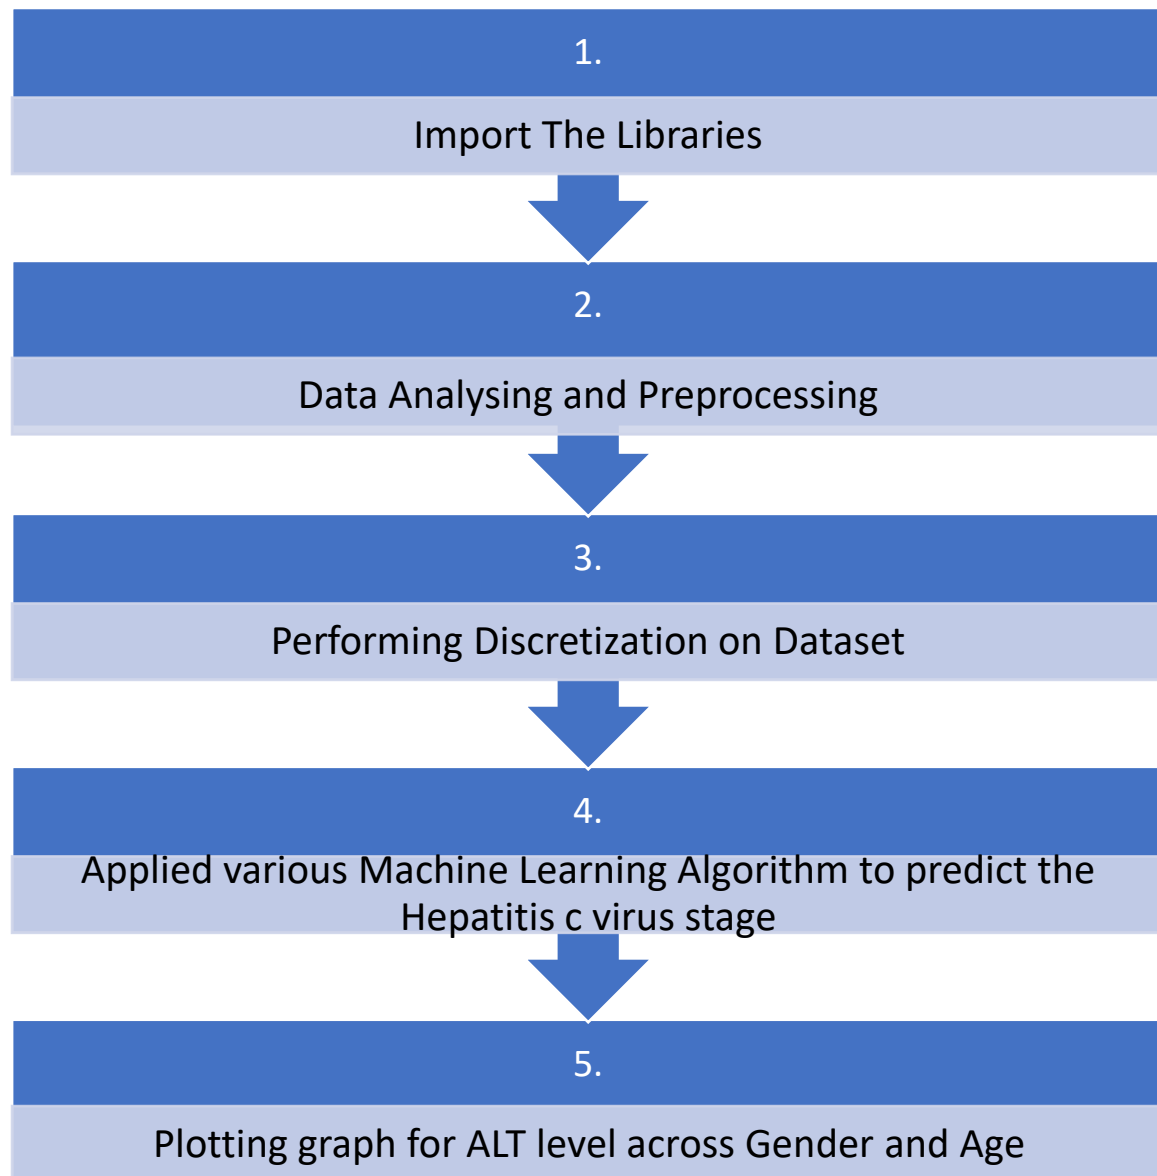 1.
Import The Libraries
2.
Data Analysing and Preprocessing
3.
Performing Discretization on Dataset
4.
Applied various Machine Learning Algorithm to predict the
Hepatitis c virus stage
5.
Plotting graph for ALT level across Gender and Age